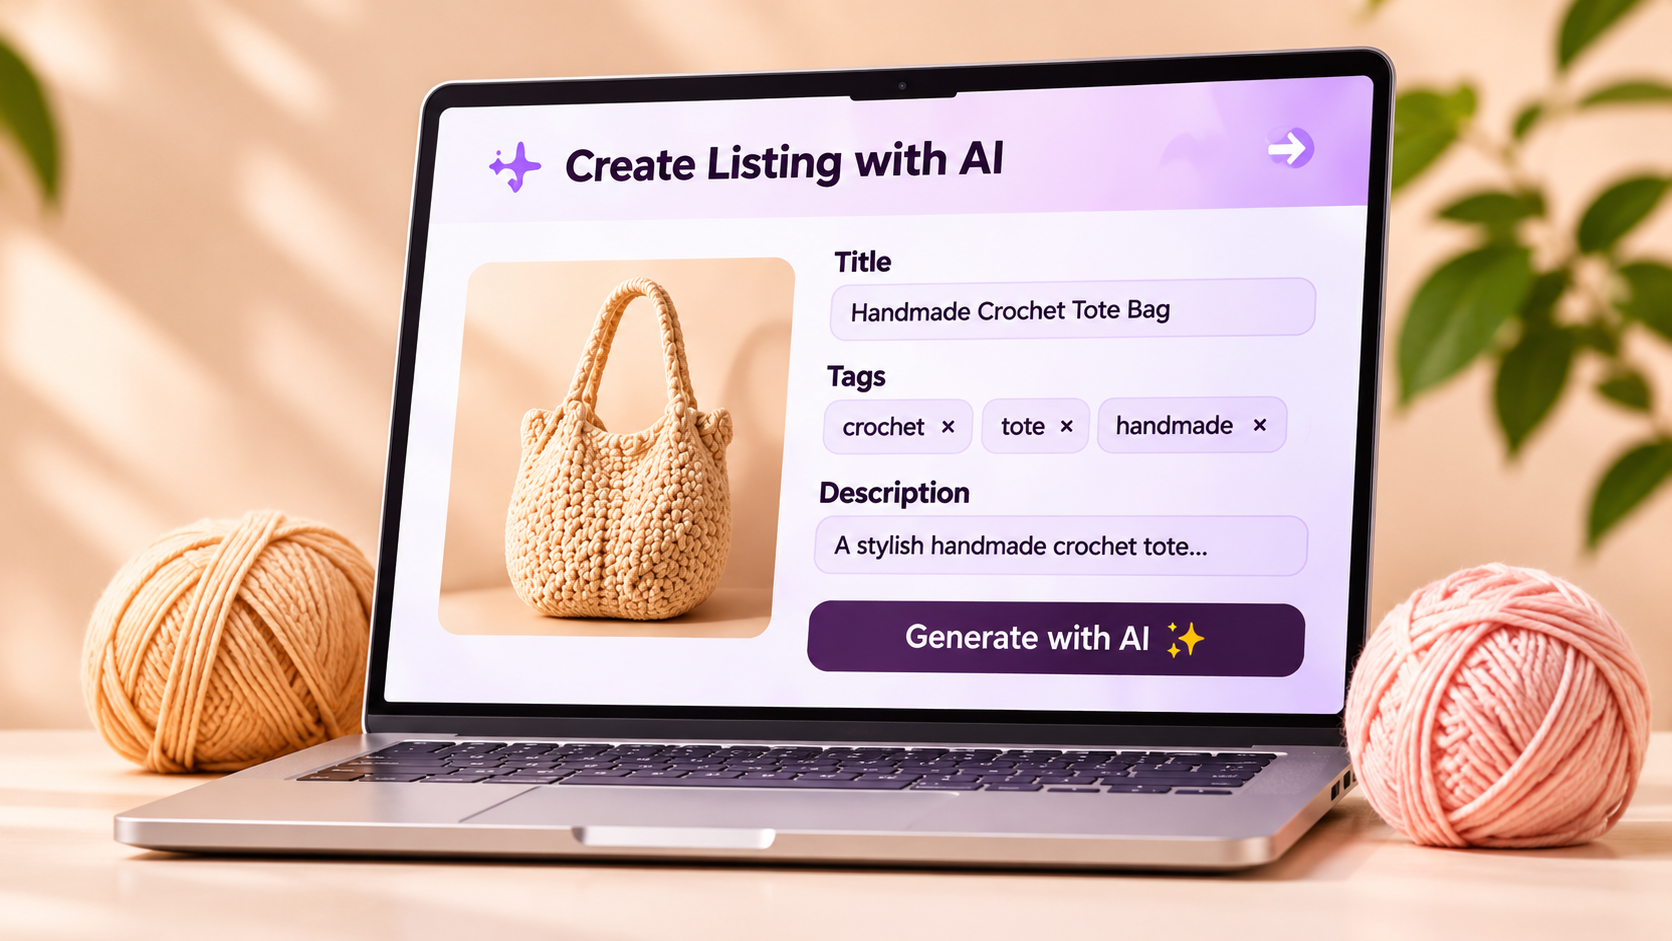 Create Listing with AI
Title
Handmade Crochet Tote Bag
Tags
crochet ×
tote ×
handmade ×
Description
A stylish handmade crochet tote...
Generate with AI ✨